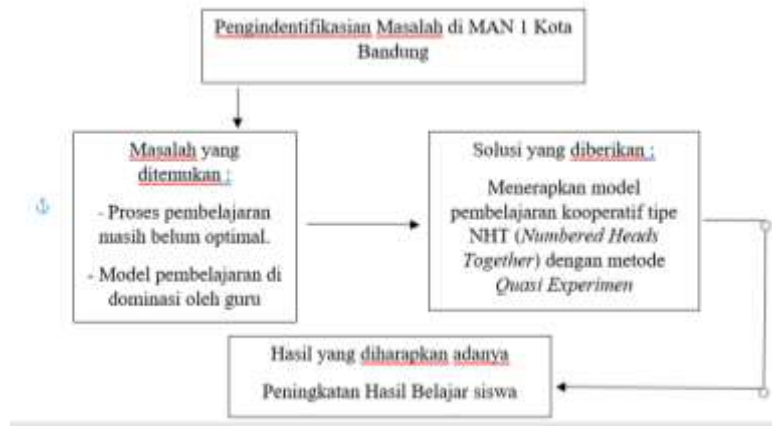 Pengindentifikasian Masalah di MAN 1 Kota
Bandung
Masalah yang
ditemukan :
- Proses pembelajaran
masih belum optimal.
- Model pembelajaran di
dominasi oleh guru
Solusi yang diberikan :
Menerapkan model
pembelajaran kooperatif tipe
NHT (Numbered Heads
Together) dengan metode
Quasi Experimen
Hasil yang diharapkan adanya
Peningkatan Hasil Belajar siswa